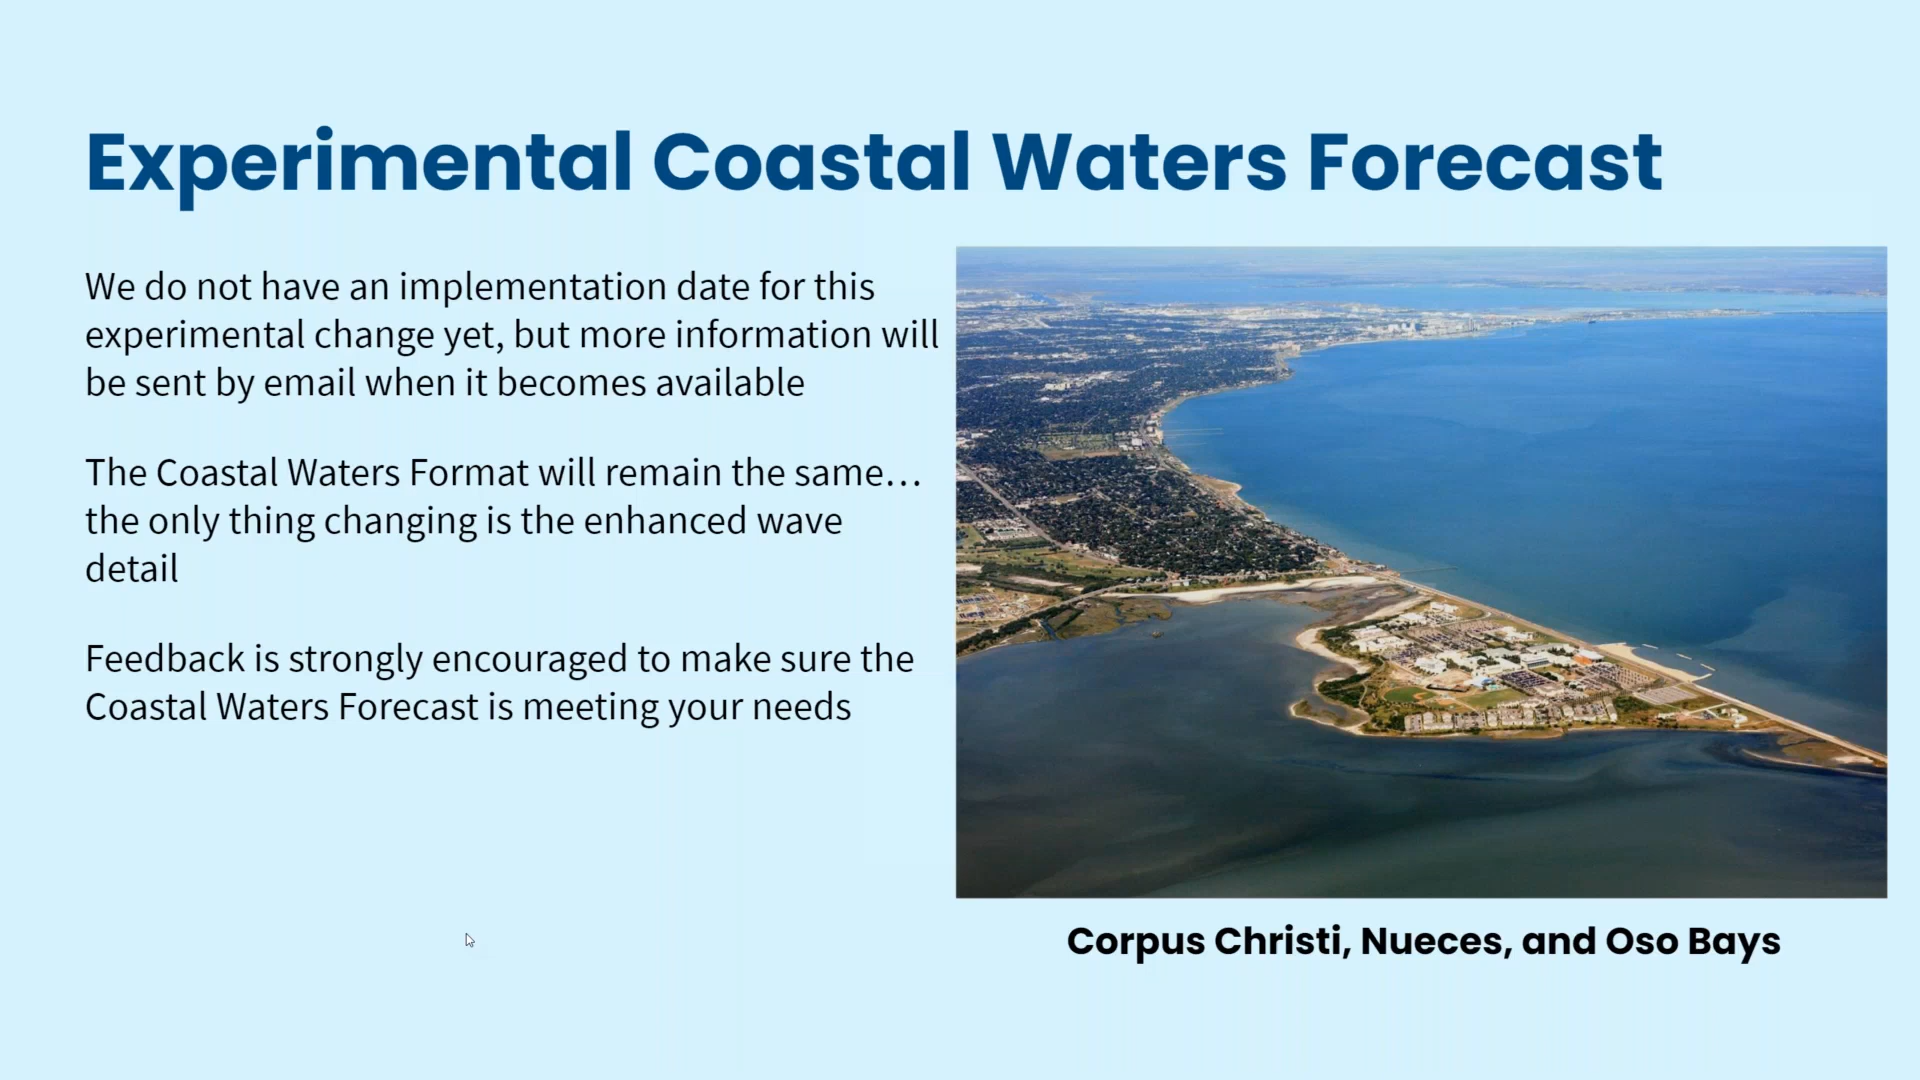 Experimental Coastal Waters Forecast
We do not have an implementation date for this
experimental change yet, but more information will
be sent by email when it becomes available
The Coastal Waters Format will remain the same...
the only thing changing is the enhanced wave
detail
Feedback is strongly encouraged to make sure the
Coastal Waters Forecast is meeting your needs
Corpus Christi, Nueces, and Oso Bays